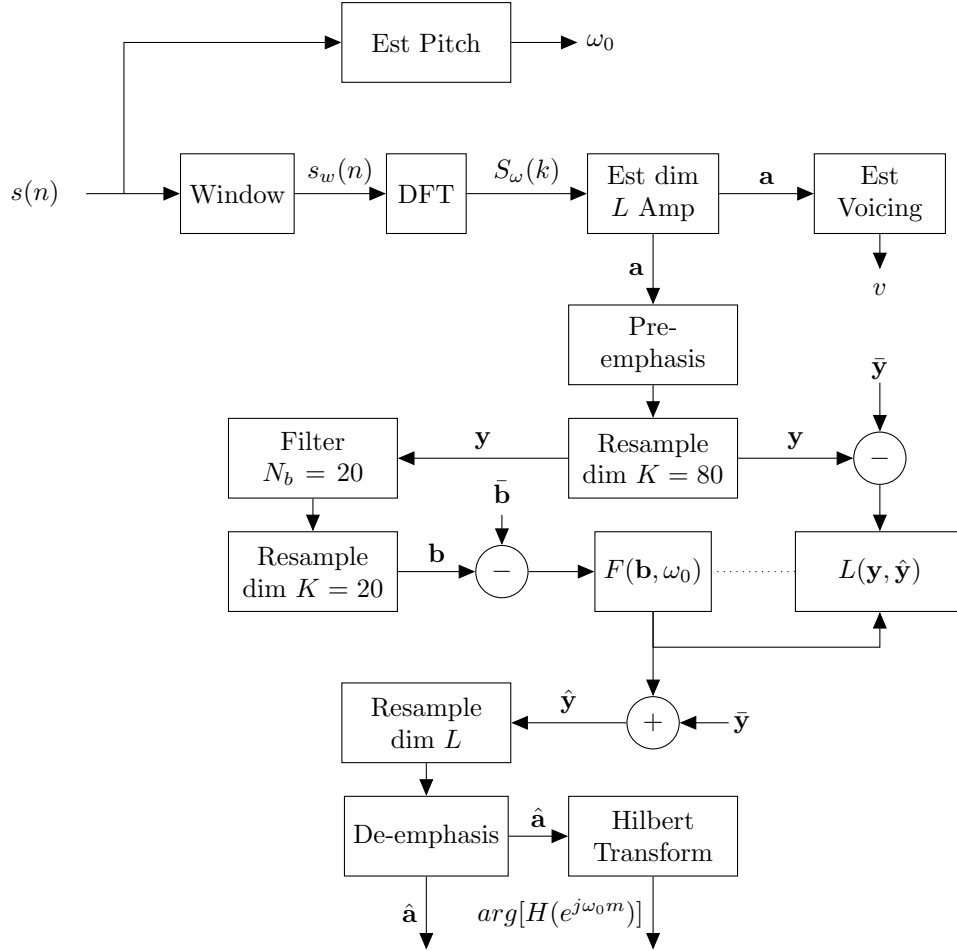 Est Pitch
ω₀
s(n)
Window
s_w(n)
DFT
S_ω(k)
Est dim
L Amp
a
Est
Voicing
a
v
Pre-
emphasis
ȳ
Filter
N_b = 20
y
Resample
dim K = 80
y
−
b̄
Resample
dim K = 20
b
−
F(b, ω₀)
L(y, ŷ)
Resample
dim L
ŷ
+
ȳ
De-emphasis
â
Hilbert
Transform
â
arg[H(e^{jω₀m})]